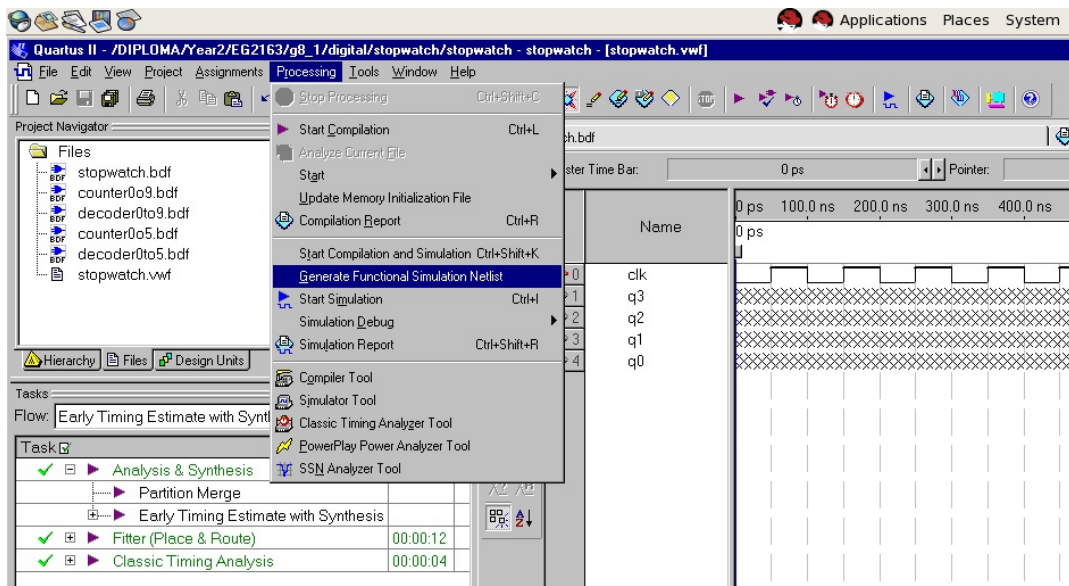 Applications Places System
Quartus II - /DIPLOMA/Year2/EG2163/g8_1/digital/stopwatch/stopwatch - stopwatch - [stopwatch.vwf]
File Edit View Project Assignments Processing Tools Window Help
Stop Processing Ctrl+Shift+C
Start Compilation Ctrl+L
Analyze Current File
Start
Update Memory Initialization File
Compilation Report Ctrl+R
Start Compilation and Simulation Ctrl+Shift+K
Generate Functional Simulation Netlist
Start Simulation Ctrl+I
Simulation Debug
Simulation Report Ctrl+Shift+R
Compiler Tool
Simulator Tool
Classic Timing Analyzer Tool
PowerPlay Power Analyzer Tool
SSN Analyzer Tool
Project Navigator
Files
stopwatch.bdf
counter0o9.bdf
decoder0to9.bdf
counter0o5.bdf
decoder0to5.bdf
stopwatch.vwf
Hierarchy Files Design Units
Tasks
Flow: Early Timing Estimate with Synt
Task
Analysis & Synthesis
Partition Merge
Early Timing Estimate with Synthesis
Fitter (Place & Route) 00:00:12
Classic Timing Analysis 00:00:04
ch.bdf
ster Time Bar: 0 ps Pointer:
Name
0 ps 100.0 ns 200.0 ns 300.0 ns 400.0 ns
0 ps
0 clk
1 q3
2 q2
3 q1
4 q0